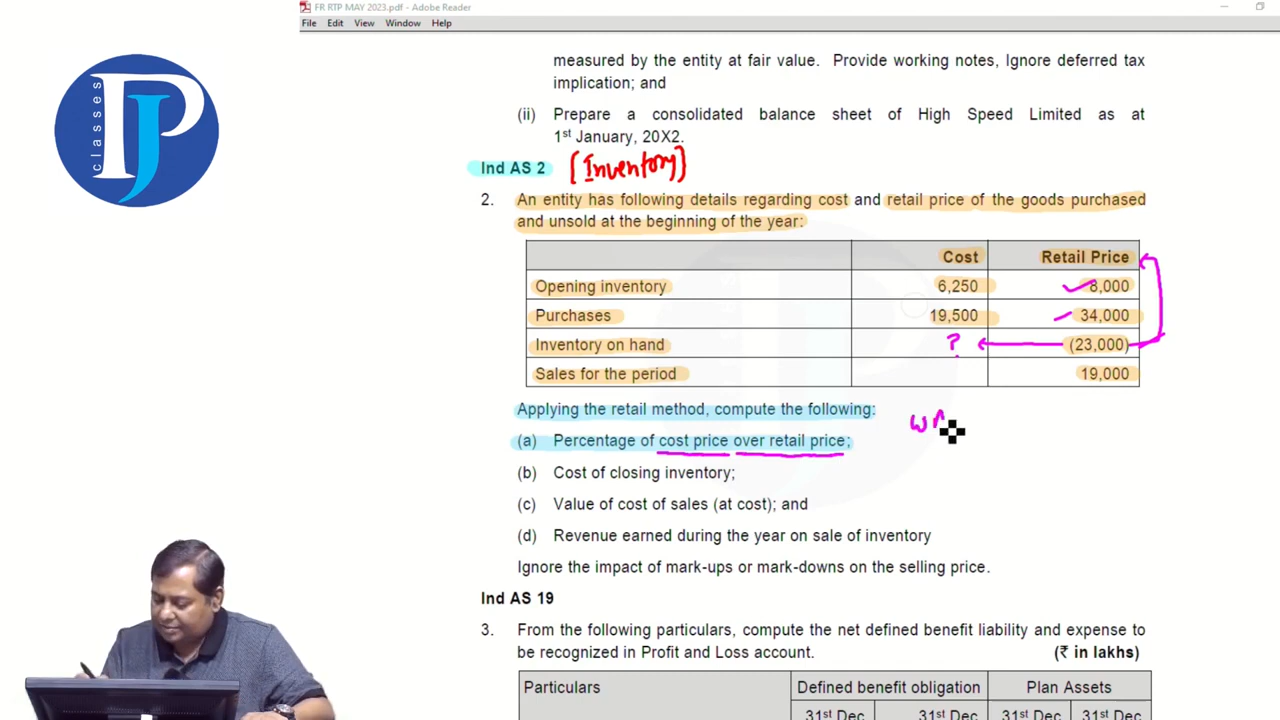 FR RTP MAY 2023.pdf - Adobe Reader
File Edit View Window Help
PJ
classes
measured by the entity at fair value. Provide working notes, Ignore deferred tax
implication; and
(ii) Prepare a consolidated balance sheet of High Speed Limited as at
1st January, 20X2.
Ind AS 2 [Inventory]
2. An entity has following details regarding cost and retail price of the goods purchased
and unsold at the beginning of the year:
Cost Retail Price
Opening inventory 6,250 8,000
Purchases 19,500 34,000
Inventory on hand ? (23,000)
Sales for the period 19,000
Applying the retail method, compute the following:
(a) Percentage of cost price over retail price;
(b) Cost of closing inventory;
(c) Value of cost of sales (at cost); and
(d) Revenue earned during the year on sale of inventory
Ignore the impact of mark-ups or mark-downs on the selling price.
Ind AS 19
3. From the following particulars, compute the net defined benefit liability and expense to
be recognized in Profit and Loss account. (₹ in lakhs)
Particulars Defined benefit obligation Plan Assets
31st Dec 31st Dec 31st Dec 31st Dec